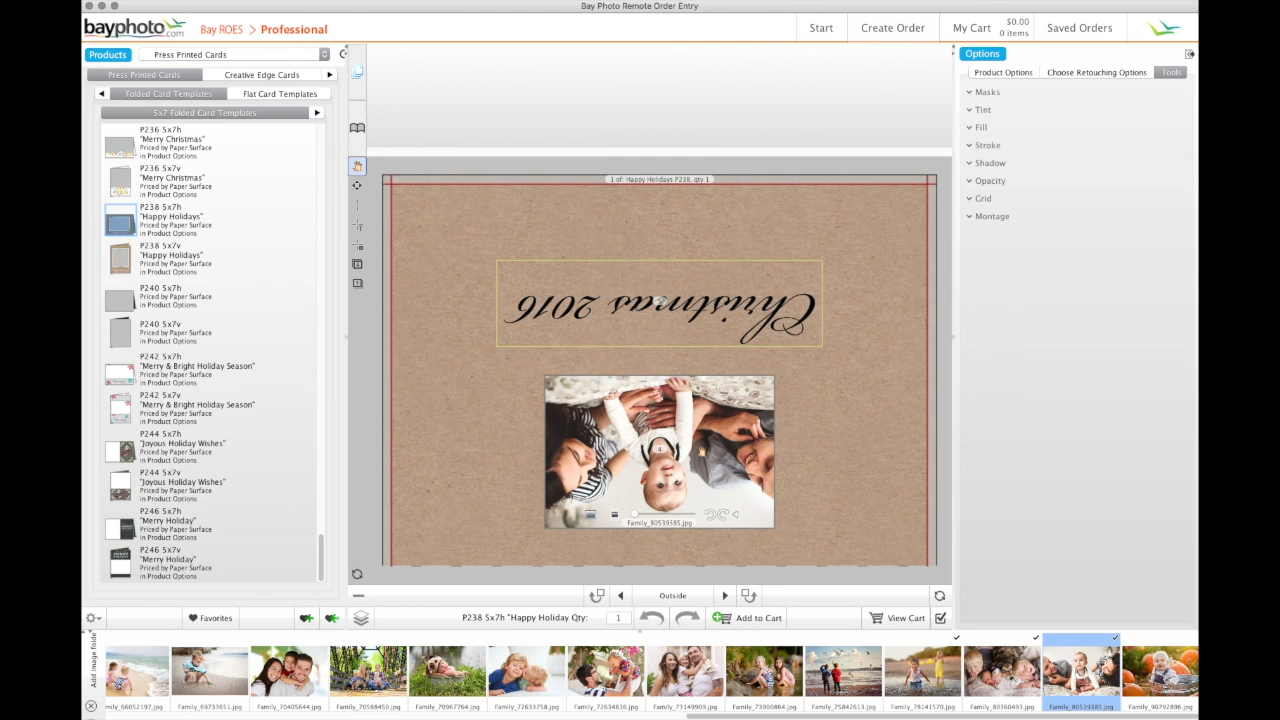 Bay Photo Remote Order Entry
bayphoto.com
Bay ROES > Professional
Start
Create Order
My Cart
$0.00
0 items
Saved Orders
Products
Press Printed Cards
Press Printed Cards
Creative Edge Cards
Folded Card Templates
Flat Card Templates
5x7 Folded Card Templates
P236 5x7h
"Merry Christmas"
Priced by Paper Surface
in Product Options
P236 5x7v
"Merry Christmas"
Priced by Paper Surface
in Product Options
P238 5x7h
"Happy Holidays"
Priced by Paper Surface
in Product Options
P238 5x7v
"Happy Holidays"
Priced by Paper Surface
in Product Options
P240 5x7h
Priced by Paper Surface
in Product Options
P240 5x7v
Priced by Paper Surface
in Product Options
P242 5x7h
"Merry & Bright Holiday Season"
Priced by Paper Surface
in Product Options
P242 5x7v
"Merry & Bright Holiday Season"
Priced by Paper Surface
in Product Options
P244 5x7h
"Joyous Holiday Wishes"
Priced by Paper Surface
in Product Options
P244 5x7v
"Joyous Holiday Wishes"
Priced by Paper Surface
in Product Options
P246 5x7h
"Merry Holiday"
Priced by Paper Surface
in Product Options
P246 5x7v
"Merry Holiday"
Priced by Paper Surface
in Product Options
Favorites
1 of: Happy Holidays P238, qty 1
Christmas 2016
Family_80539385.jpg
Outside
P238 5x7h "Happy Holiday Qty: 1
Add to Cart
View Cart
Options
Product Options
Choose Retouching Options
Tools
Masks
Tint
Fill
Stroke
Shadow
Opacity
Grid
Montage
Add image folde
amily_66052197.jpg
Family_69733651.jpg
Family_70405644.jpg
Family_70588450.jpg
Family_70967764.jpg
Family_72633758.jpg
Family_72634816.jpg
Family_73149909.jpg
Family_73900864.jpg
Family_75842613.jpg
Family_78141570.jpg
Family_80360493.jpg
Family_80539385.jpg
Family_90792896.jpg